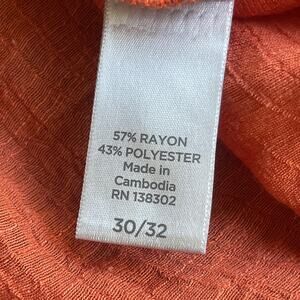 57% RAYON
43% POLYESTER
Made in
Cambodia
RN 138302
30/32